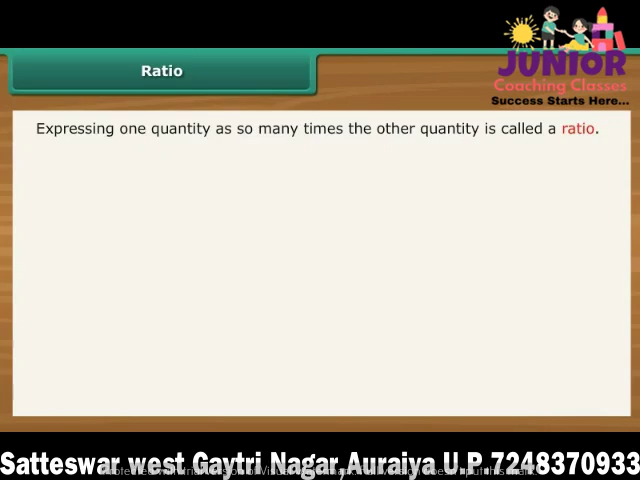 Ratio
JUNIOR
Coaching Classes
Success Starts Here...
Expressing one quantity as so many times the other quantity is called a ratio.
Satteswar west Gaytri Nagar,Auraiya U.P.7248370933